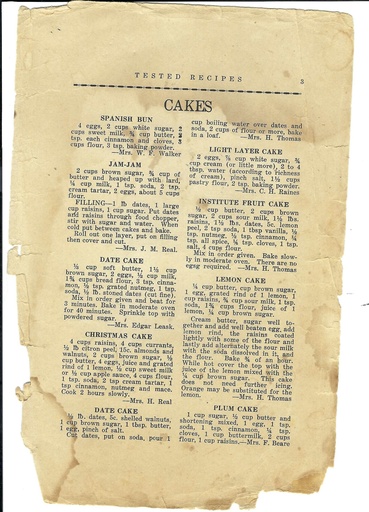 TESTED RECIPES 3
CAKES
SPANISH BUN
4 eggs, 2 cups white sugar, 2
cups sweet milk, ¾ cup butter, 2
tsp. each cinnamon and cloves, 3
cups flour, 3 tsp. baking powder.
—Mrs. W. F. Walker
JAM-JAM
2 cups brown sugar, ¾ cup of
butter and heaped up with lard,
¼ cup milk, 1 tsp. soda, 2 tsp.
cream tartar, 2 eggs, about 5 cups
flour.
FILLING—1 lb dates, 1 large
cup raisins, 1 cup sugar. Put dates
and raisins through food chopper,
stir with sugar and water. When
cold put between cakes and bake.
Roll out one layer, put on filling
then cover and cut.
—Mrs. J. M. Real.
DATE CAKE
½ cup soft butter, 1½ cup
brown sugar, 2 eggs, ½ cup milk,
1¾ cups bread flour, 3 tsp. cinna-
mon, ½ tsp. grated nutmeg, 1 tsp.
soda, ½ lb. stoned dates (cut fine).
Mix in order given and beat for
3 minutes. Bake in moderate oven
for 40 minutes. Sprinkle top with
powdered sugar.
—Mrs. Edgar Leask.
CHRISTMAS CAKE
4 cups raisins, 4 cups currants,
½ lb citron peel, 15c. almonds and
walnuts, 2 cups brown sugar, ½
cup butter, 4 eggs, juice and grated
rind of 1 lemon, ½ cup sweet milk
or ½ cup apple sauce, 4 cups flour,
1 tsp. soda, 2 tsp. cream tartar, 1
tsp cinnamon, nutmeg and mace.
Cook 2 hours slowly.
—Mrs. H. Real
DATE CAKE
½ lb. dates, 5c. shelled walnuts,
1 cup brown sugar, 1 tbsp. butter,
1 egg, pinch of salt.
Cut dates, put on soda, pour 1
cup boiling water over dates and
soda, 2 cups of flour or more, bake
in a loaf. —Mrs. H. Thomas
LIGHT LAYER CAKE
2 eggs, ⅞ cup white sugar, ¾
cup cream (or little more), 2 to 4
tbsp. water (according to richness
of cream), pinch salt, 1½ cups
pastry flour, 2 tsp. baking powder.
—Mrs. C. H. Raines
INSTITUTE FRUIT CAKE
½ cup butter, 2 cups brown
sugar, 2 cups sour milk, 1½ lbs.
raisins, 1½ lbs. dates, 5c. lemon
peel, 2 tsp soda, 1 tbsp vanilla, ½
tsp. nutmeg, ½ tsp. cinnamon, ¼
tsp. all spice, ¼ tsp. cloves, 1 tsp.
salt, 4 cups flour.
Mix in order given. Bake slow-
ly in moderate oven. There are no
eggs required. —Mrs. H. Thomas
LEMON CAKE
¼ cup butter, cup brown sugar,
1 egg, grated rind of 1 lemon, 1
cup raisins, ¾ cup sour milk, 1 tsp.
soda, 1¾ cups flour, juice of 1
lemon, ¼ cup brown sugar.
Cream butter, sugar well to-
gether and add well beaten egg, add
lemon rind, the raisins coated
lightly with some of the flour and
lastly add alternately the sour milk
with the soda dissolved in it, and
the flour. Bake ¾ of an hour.
While hot cover the top with the
juice of the lemon mixed with the
¼ cup brown sugar. This cake
does not need further icing.
Orange may be substituted for the
lemon. —Mrs. H. Thomas
PLUM CAKE
1 cup sugar, ½ cup butter and
shortening mixed, 1 egg, 1 tsp.
soda, 1 tsp. cinnamon, ¼ tsp.
cloves, 1 cup buttermilk, 2 cups
flour, 1 cup raisins.—Mrs. F. Beare